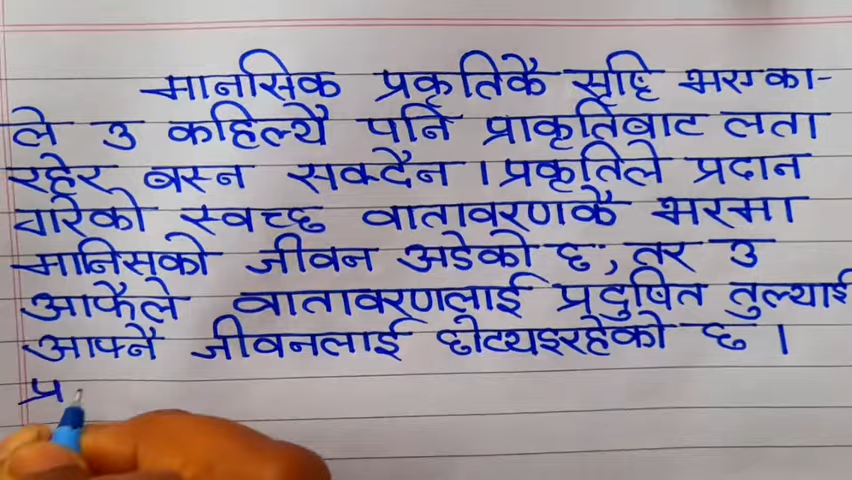 मानसिक प्रकृतिकै सृष्टि भएका-
ले उ कहिल्यै पनि प्राकृतिबाट लता
रहेर बस्न सक्दैन । प्रकृतिले प्रदान
गरेको स्वच्छ वातावरणकै भरमा
मानिसको जीवन अडेको छ, तर उ
आफैले वातावरणलाई प्रदुषित तुल्याई
आफ्नै जीवनलाई छोट्याइरहेको छ ।
प्र